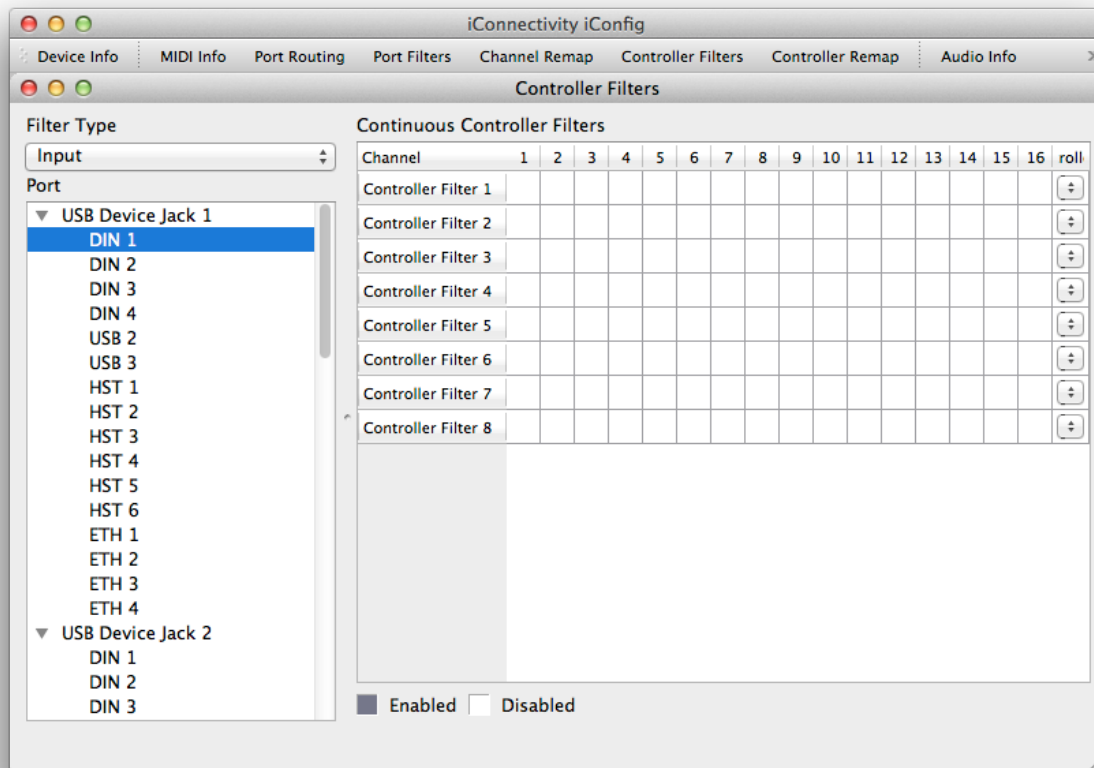 iConnectivity iConfig
Device Info MIDI Info Port Routing Port Filters Channel Remap Controller Filters Controller Remap Audio Info
Controller Filters
Filter Type
Input
Port
USB Device Jack 1
DIN 1
DIN 2
DIN 3
DIN 4
USB 2
USB 3
HST 1
HST 2
HST 3
HST 4
HST 5
HST 6
ETH 1
ETH 2
ETH 3
ETH 4
USB Device Jack 2
DIN 1
DIN 2
DIN 3
Continuous Controller Filters
Channel 1 2 3 4 5 6 7 8 9 10 11 12 13 14 15 16 roll
Controller Filter 1
Controller Filter 2
Controller Filter 3
Controller Filter 4
Controller Filter 5
Controller Filter 6
Controller Filter 7
Controller Filter 8
Enabled Disabled